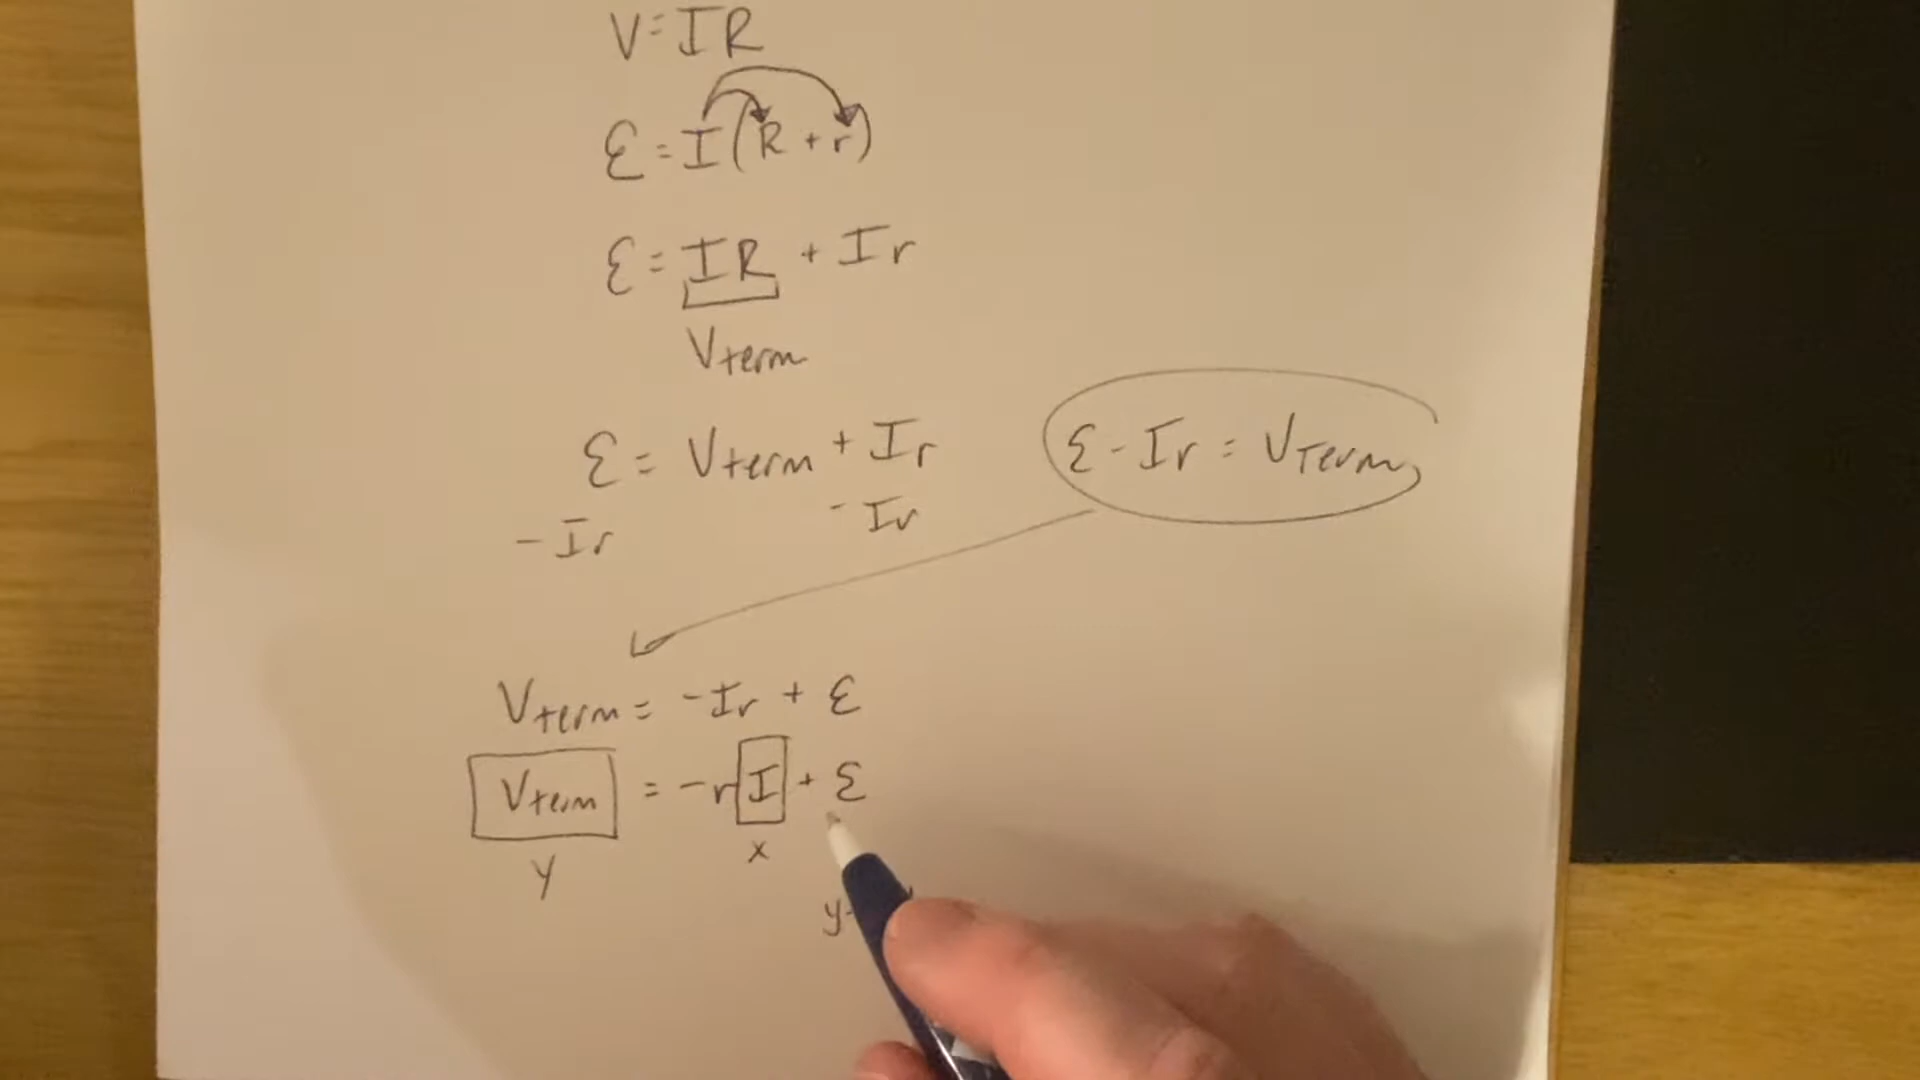 V = IR
Ɛ = I(R + r)
Ɛ = IR + Ir
Vterm
Ɛ = Vterm + Ir
- Ir - Ir
Ɛ - Ir = VTerm
Vterm = -Ir + Ɛ
Vterm = -rI + Ɛ
y x
y-